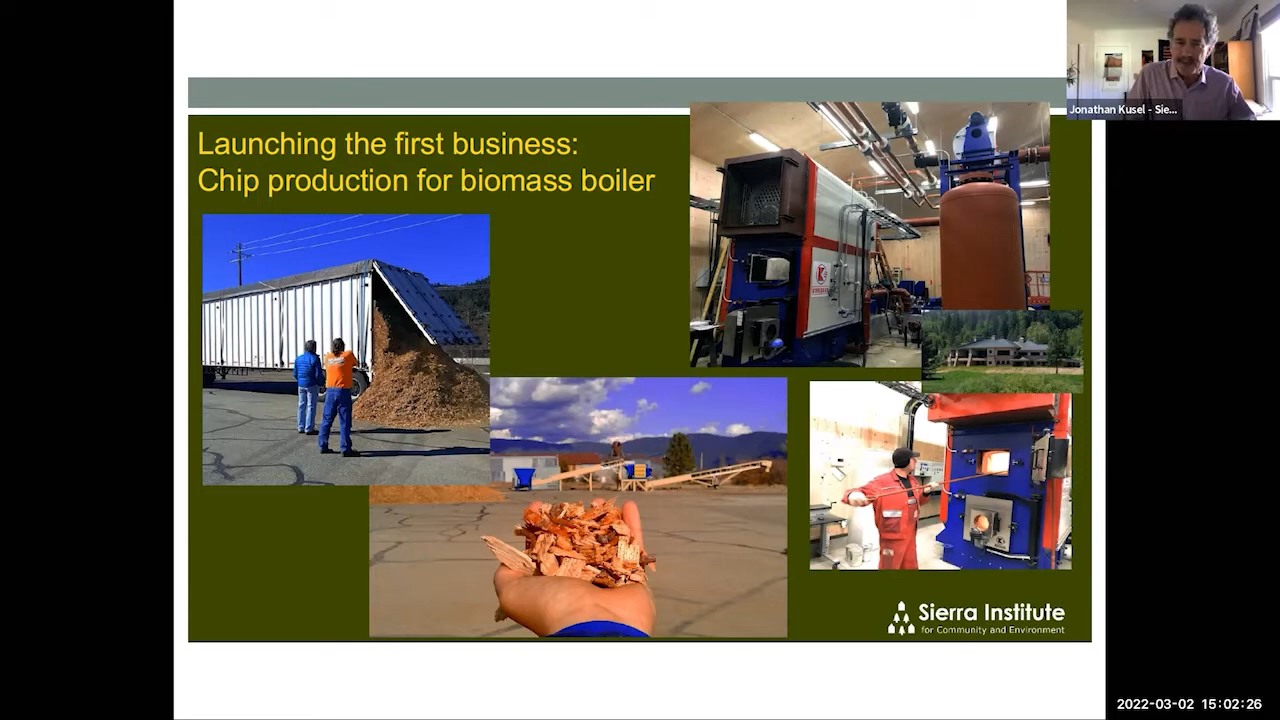 Jonathan Kusel - Sie...
Launching the first business:
Chip production for biomass boiler
Sierra Institute
for Community and Environment
2022-03-02 15:02:26